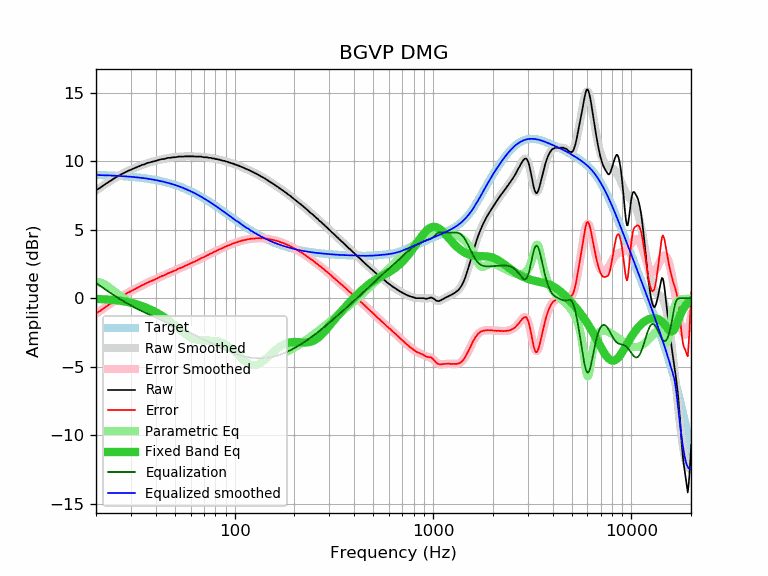 BGVP DMG
Amplitude (dBr)
15
10
5
0
−5
−10
−15
Target
Raw Smoothed
Error Smoothed
Raw
Error
Parametric Eq
Fixed Band Eq
Equalization
Equalized smoothed
100
1000
10000
Frequency (Hz)